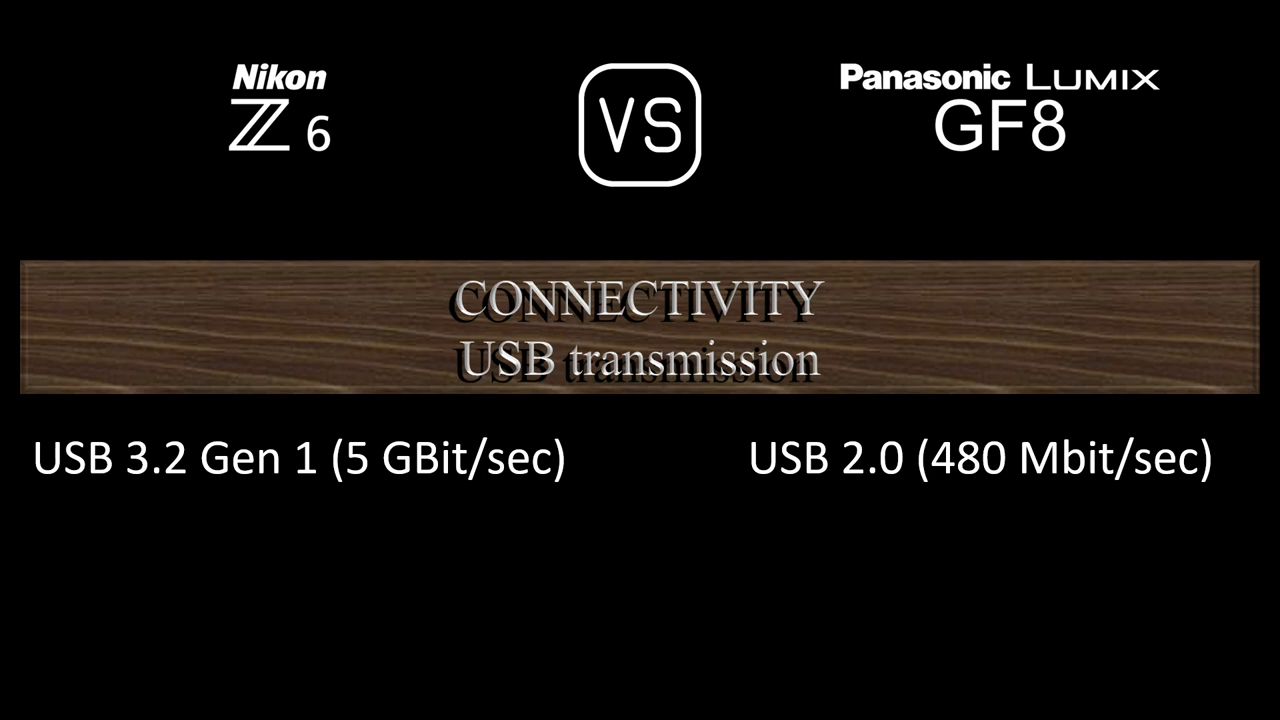 Nikon
Z 6
VS
Panasonic LUMIX
GF8
CONNECTIVITY
USB transmission
USB 3.2 Gen 1 (5 GBit/sec)
USB 2.0 (480 Mbit/sec)